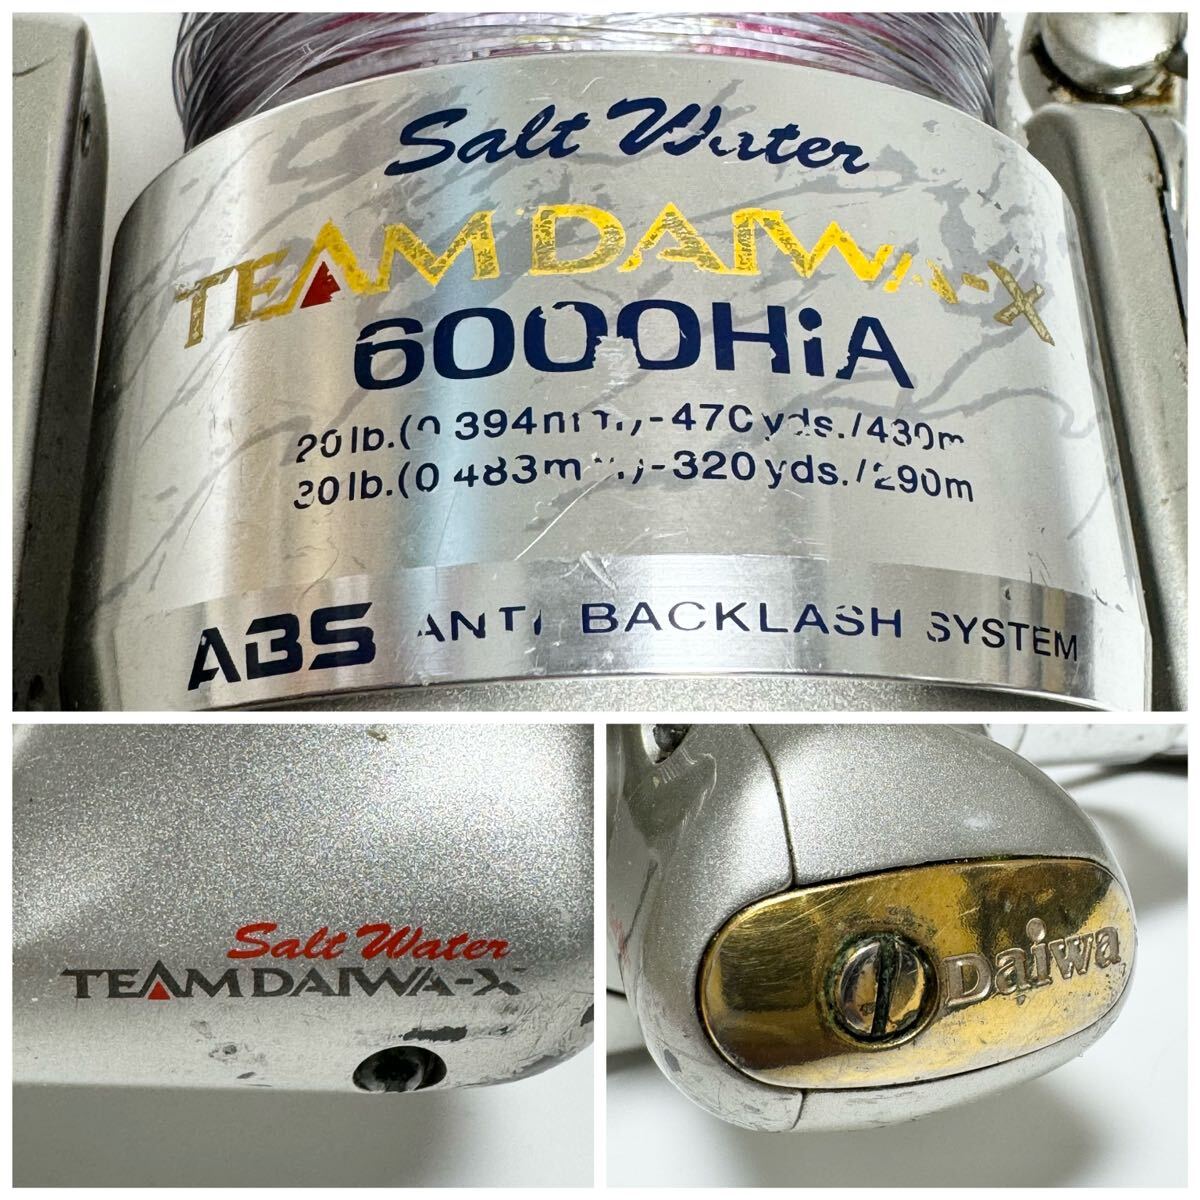 Salt Water
TEAM DAIWA-X
6000HiA
20lb.(0.394mm.)-470yds./430m
30lb.(0.483mm.)-320yds./290m
ABS ANTI BACKLASH SYSTEM
Salt Water
TEAM DAIWA-X
Daiwa